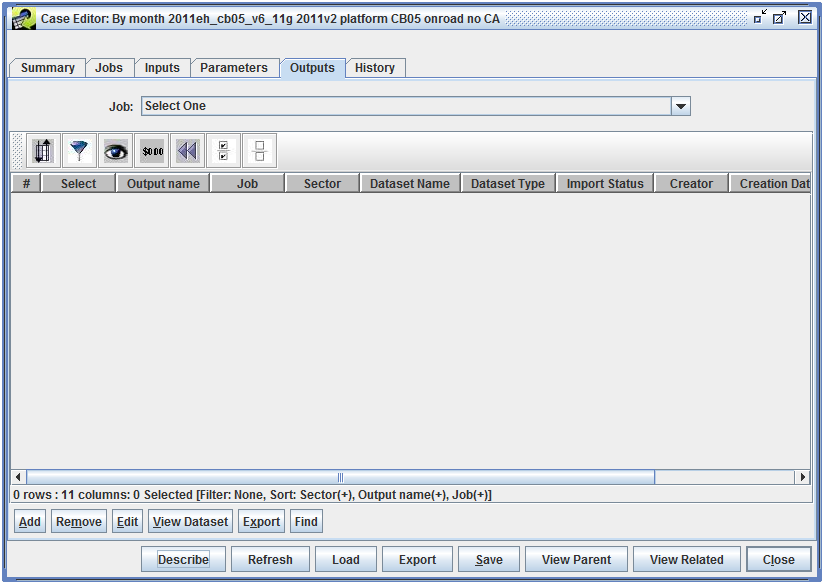 Case Editor: By month 2011eh_cb05_v6_11g 2011v2 platform CB05 onroad no CA
Summary Jobs Inputs Parameters Outputs History
Job: Select One
$0.00
# Select Output name Job Sector Dataset Name Dataset Type Import Status Creator Creation Dat
0 rows : 11 columns: 0 Selected [Filter: None, Sort: Sector(+), Output name(+), Job(+)]
Add Remove Edit View Dataset Export Find
Describe Refresh Load Export Save View Parent View Related Close